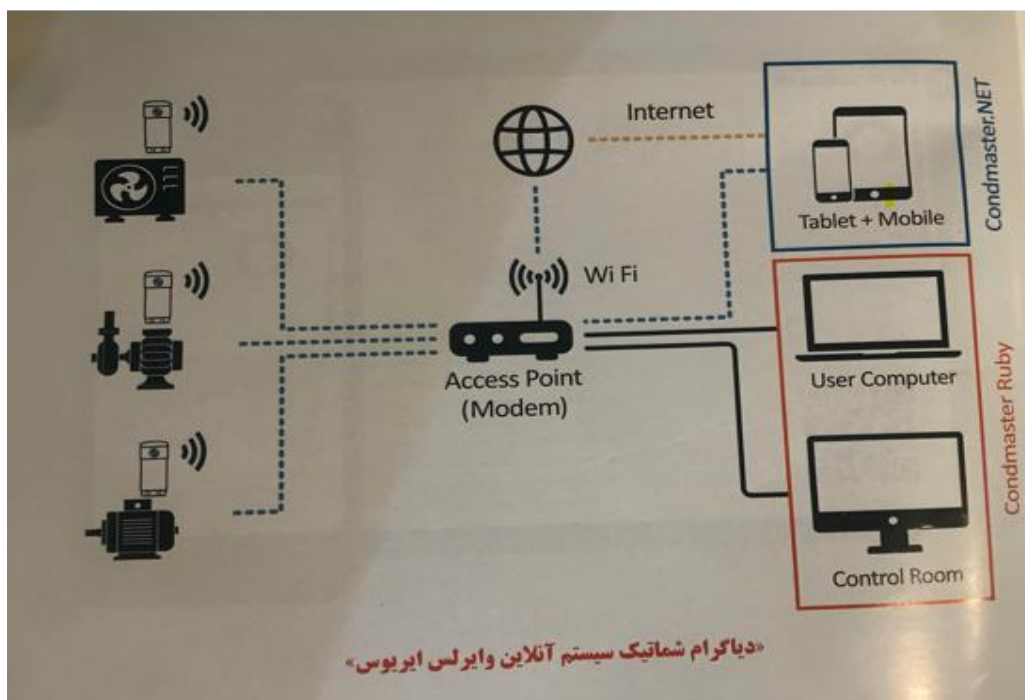 Internet
Condmaster.NET
Tablet + Mobile
Wi Fi
Access Point
(Modem)
User Computer
Condmaster Ruby
Control Room
«دیاگرام شماتیک سیستم آنلاین وایرلس ایریوس»